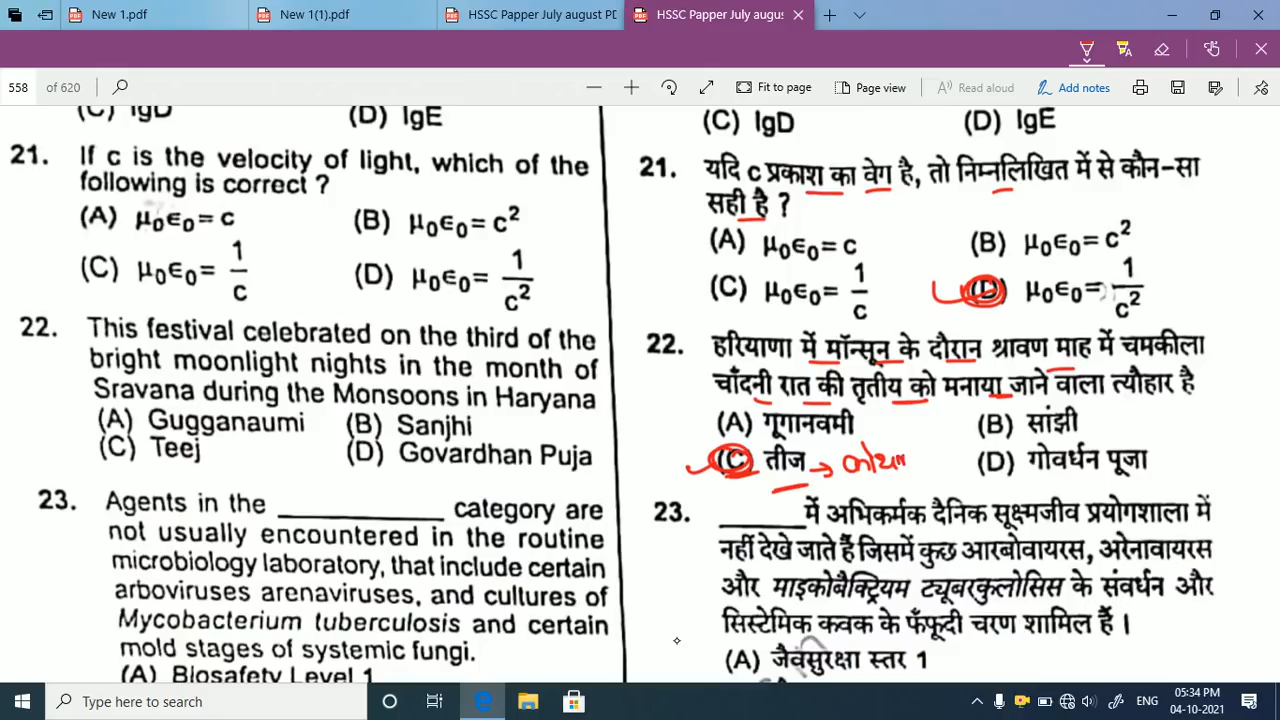 New 1.pdf
New 1(1).pdf
HSSC Papper July august PD
HSSC Papper July augus
558 of 620
Fit to page
Page view
Read aloud
Add notes
(C) IgD (D) IgE
21. If c is the velocity of light, which of the
following is correct ?
(A) μ₀ϵ₀ = c (B) μ₀ϵ₀ = c²
(C) μ₀ϵ₀ = 1/c (D) μ₀ϵ₀ = 1/c²
22. This festival celebrated on the third of the
bright moonlight nights in the month of
Sravana during the Monsoons in Haryana
(A) Gugganaumi (B) Sanjhi
(C) Teej (D) Govardhan Puja
23. Agents in the ____________ category are
not usually encountered in the routine
microbiology laboratory, that include certain
arboviruses arenaviruses, and cultures of
Mycobacterium tuberculosis and certain
mold stages of systemic fungi.
(A) Biosafety Level 1
(C) IgD (D) IgE
21. यदि c प्रकाश का वेग है, तो निम्नलिखित में से कौन-सा
सही है ?
(A) μ₀ϵ₀ = c (B) μ₀ϵ₀ = c²
(C) μ₀ϵ₀ = 1/c (D) μ₀ϵ₀ = 1/c²
22. हरियाणा में मॉन्सून के दौरान श्रावण माह में चमकीला
चाँदनी रात की तृतीय को मनाया जाने वाला त्यौहार है
(A) गूगानवमी (B) सांझी
(C) तीज → (D) गोवर्धन पूजा
23. ______ में अभिकर्मक दैनिक सूक्ष्मजीव प्रयोगशाला में
नहीं देखे जाते हैं जिसमें कुछ आरबोवायरस, अरेनावायरस
और माइकोबैक्ट्रियम ट्यूबरकुलोसिस के संवर्धन और
सिस्टेमिक कवक के फँफूदी चरण शामिल हैं ।
(A) जैवसुरक्षा स्तर 1
Type here to search
ENG
05:34 PM
04-10-2021